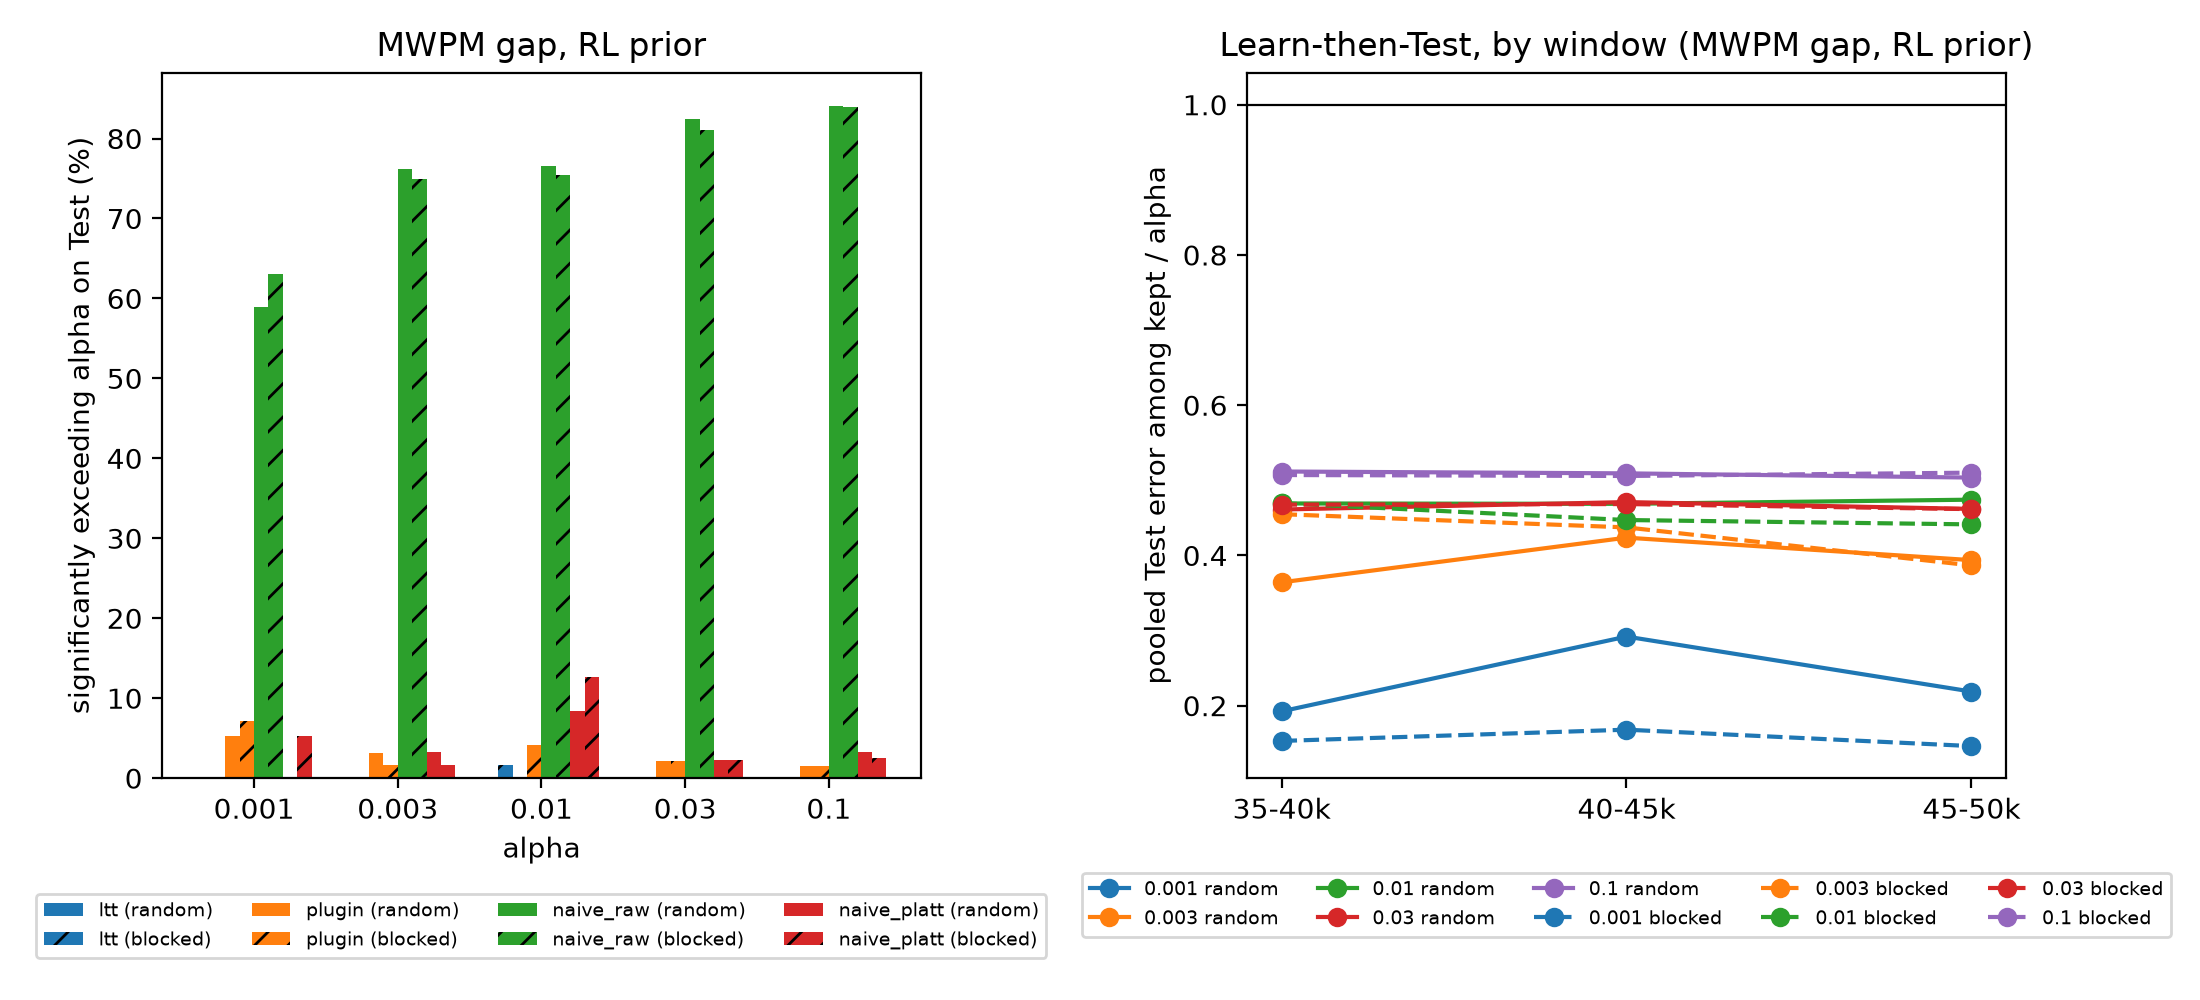 MWPM gap, RL prior
significantly exceeding alpha on Test (%)
80
70
60
50
40
30
20
10
0
0.001 0.003 0.01 0.03 0.1
alpha
ltt (random) plugin (random) naive_raw (random) naive_platt (random)
ltt (blocked) plugin (blocked) naive_raw (blocked) naive_platt (blocked)
Learn-then-Test, by window (MWPM gap, RL prior)
pooled Test error among kept / alpha
1.0
0.8
0.6
0.4
0.2
35-40k 40-45k 45-50k
0.001 random 0.01 random 0.1 random 0.003 blocked 0.03 blocked
0.003 random 0.03 random 0.001 blocked 0.01 blocked 0.1 blocked